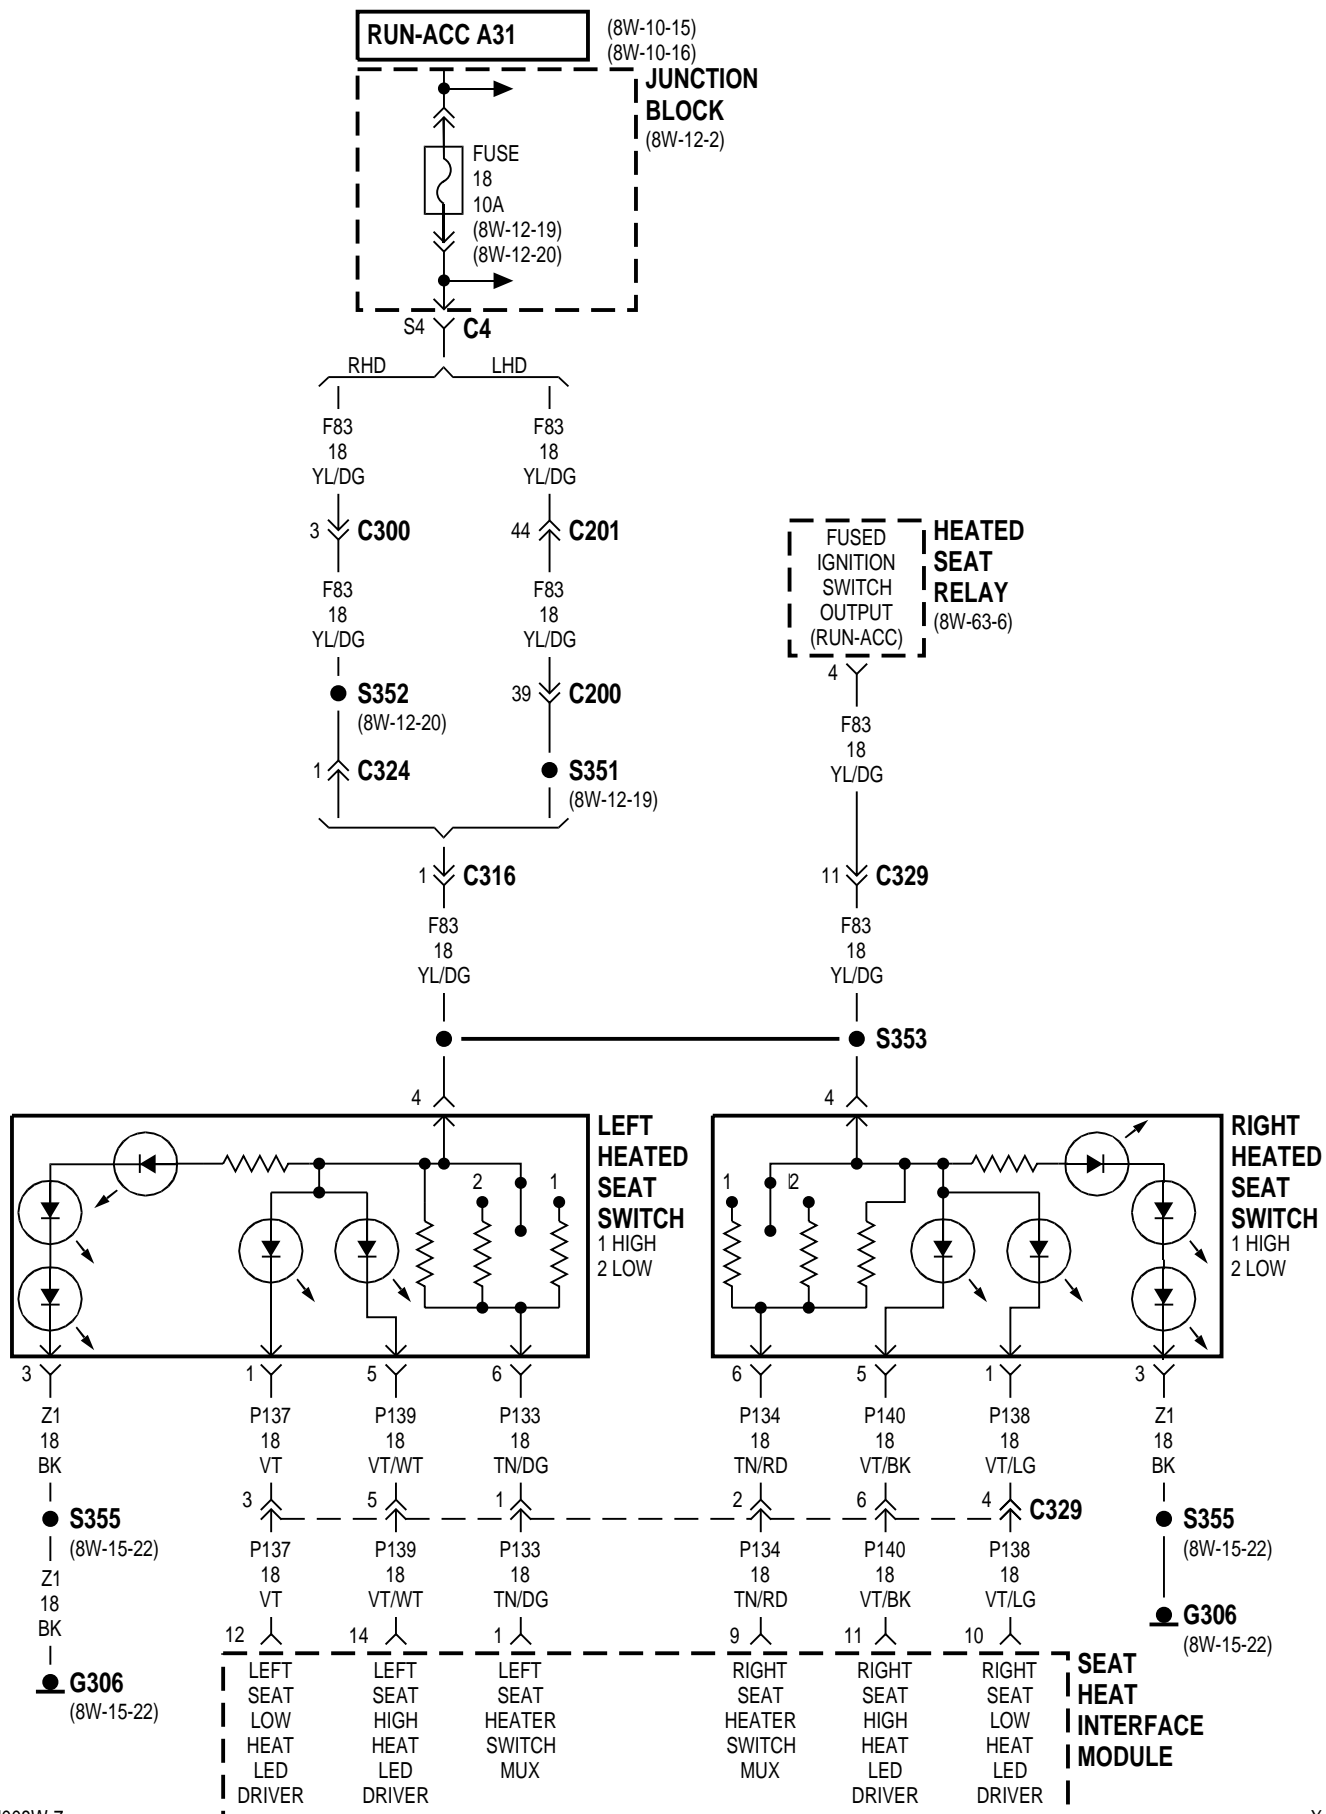 RUN-ACC A31
(8W-10-15)
(8W-10-16)
JUNCTION
BLOCK
(8W-12-2)
FUSE
18
10A
(8W-12-19)
(8W-12-20)
S4
C4
RHD
LHD
F83
18
YL/DG
F83
18
YL/DG
3
C300
44
C201
F83
18
YL/DG
F83
18
YL/DG
S352
(8W-12-20)
39
C200
1
C324
S351
(8W-12-19)
1
C316
F83
18
YL/DG
FUSED
IGNITION
SWITCH
OUTPUT
(RUN-ACC)
HEATED
SEAT
RELAY
(8W-63-6)
4
F83
18
YL/DG
11
C329
F83
18
YL/DG
S353
4
4
LEFT
HEATED
SEAT
SWITCH
1 HIGH
2 LOW
2
1
1
2
RIGHT
HEATED
SEAT
SWITCH
1 HIGH
2 LOW
3
1
5
6
6
5
1
3
Z1
18
BK
P137
18
VT
P139
18
VT/WT
P133
18
TN/DG
P134
18
TN/RD
P140
18
VT/BK
P138
18
VT/LG
Z1
18
BK
3
5
1
2
6
4
C329
S355
(8W-15-22)
S355
(8W-15-22)
Z1
18
BK
P137
18
VT
P139
18
VT/WT
P133
18
TN/DG
P134
18
TN/RD
P140
18
VT/BK
P138
18
VT/LG
G306
(8W-15-22)
G306
(8W-15-22)
12
14
1
9
11
10
LEFT
SEAT
LOW
HEAT
LED
DRIVER
LEFT
SEAT
HIGH
HEAT
LED
DRIVER
LEFT
SEAT
HEATER
SWITCH
MUX
RIGHT
SEAT
HEATER
SWITCH
MUX
RIGHT
SEAT
HIGH
HEAT
LED
DRIVER
RIGHT
SEAT
LOW
HEAT
LED
DRIVER
SEAT
HEAT
INTERFACE
MODULE